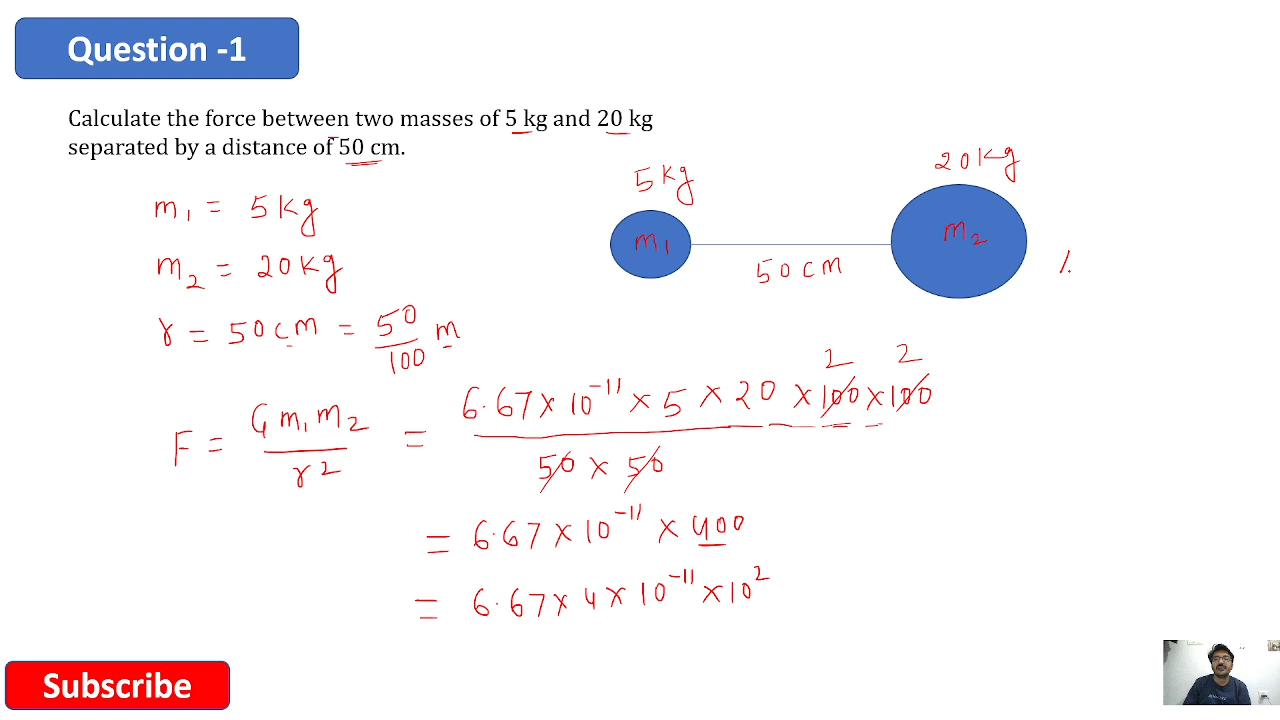 Question -1
Calculate the force between two masses of 5 kg and 20 kg
separated by a distance of 50 cm.
5kg
20kg
m₁
m₂
50cm
1.
m₁ = 5kg
m₂ = 20kg
r = 50cm = 50/100 m
F = Gm₁m₂/r² = 6.67×10⁻¹¹×5×20×100×100/50×50
2 2
= 6.67×10⁻¹¹×400
= 6.67×4×10⁻¹¹×10²
Subscribe